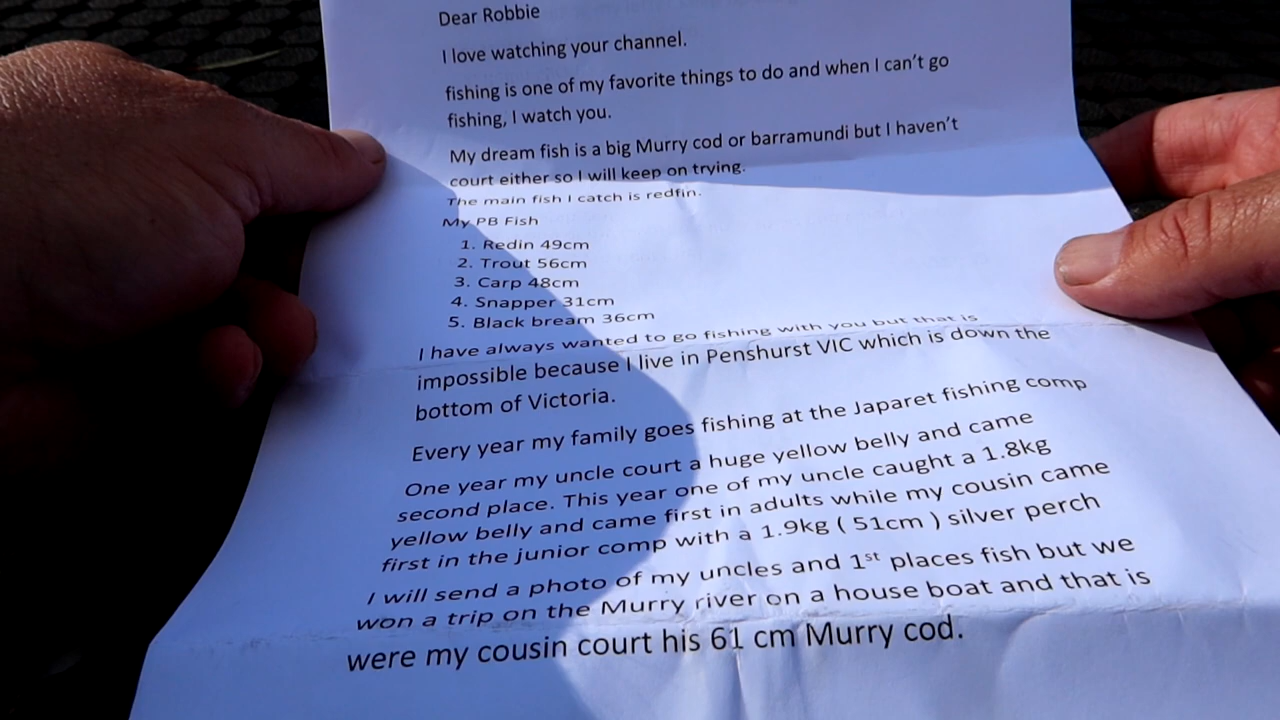 Dear Robbie
I love watching your channel.
fishing is one of my favorite things to do and when I can't go
fishing, I watch you.
My dream fish is a big Murry cod or barramundi but I haven't
court either so I will keep on trying.
The main fish I catch is redfin.
My PB Fish
1. Redin 49cm
2. Trout 56cm
3. Carp 48cm
4. Snapper 31cm
5. Black bream 36cm
I have always wanted to go fishing with you but that is
impossible because I live in Penshurst VIC which is down the
bottom of Victoria.
Every year my family goes fishing at the Japaret fishing comp
One year my uncle court a huge yellow belly and came
second place. This year one of my uncle caught a 1.8kg
yellow belly and came first in adults while my cousin came
first in the junior comp with a 1.9kg ( 51cm ) silver perch
I will send a photo of my uncles and 1st places fish but we
won a trip on the Murry river on a house boat and that is
were my cousin court his 61 cm Murry cod.